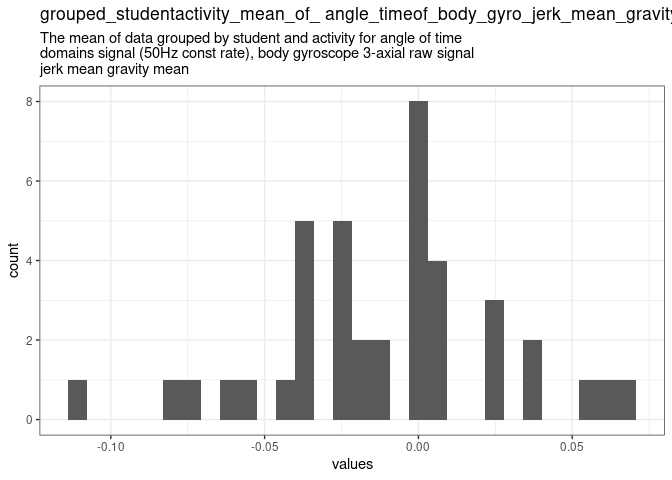 grouped_studentactivity_mean_of_ angle_timeof_body_gyro_jerk_mean_gravity
The mean of data grouped by student and activity for angle of time
domains signal (50Hz const rate), body gyroscope 3-axial raw signal
jerk mean gravity mean
8
6
4
2
0
count
-0.10 -0.05 0.00 0.05
values